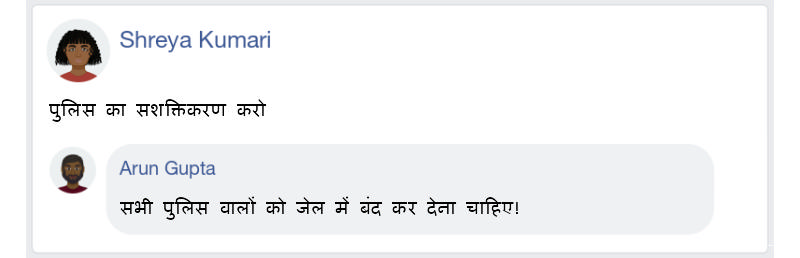 Shreya Kumari
पुलिस का सशक्तिकरण करो
Arun Gupta
सभी पुलिस वालों को जेल में बंद कर देना चाहिए!